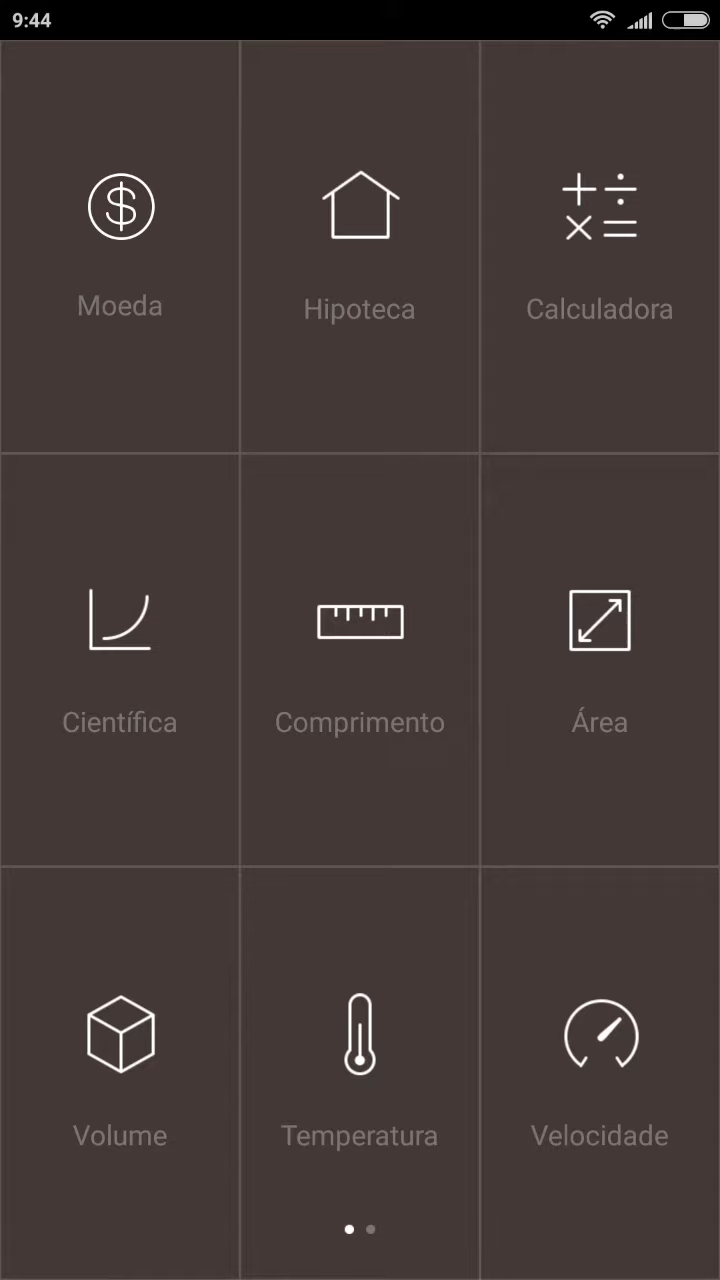 9:44
Moeda
Hipoteca
Calculadora
Científica
Comprimento
Área
Volume
Temperatura
Velocidade